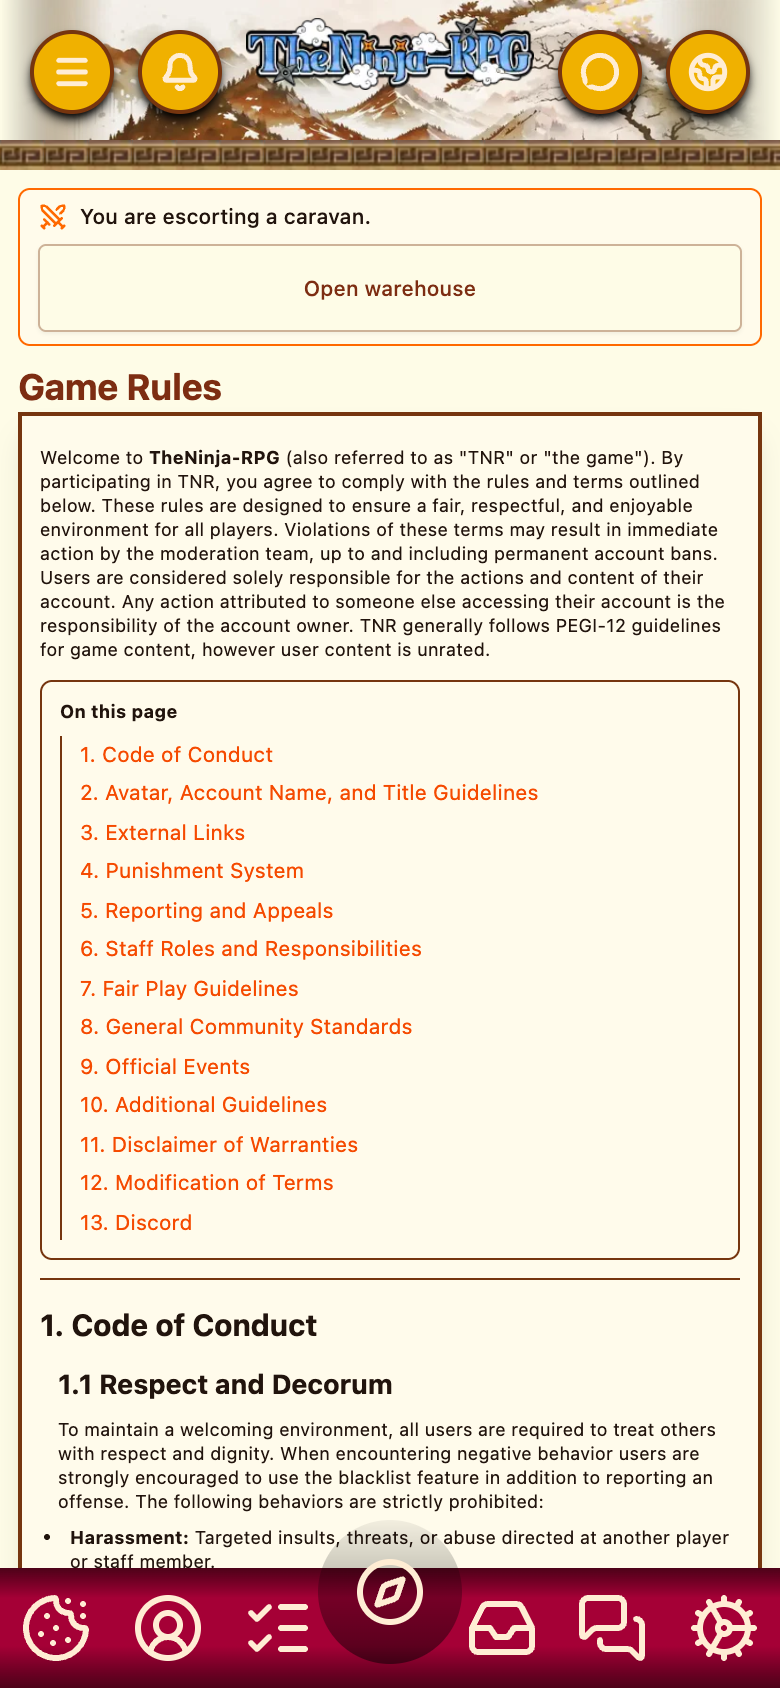 TheNinja-RPG
You are escorting a caravan.
Open warehouse
Game Rules
Welcome to TheNinja-RPG (also referred to as "TNR" or "the game"). By
participating in TNR, you agree to comply with the rules and terms outlined
below. These rules are designed to ensure a fair, respectful, and enjoyable
environment for all players. Violations of these terms may result in immediate
action by the moderation team, up to and including permanent account bans.
Users are considered solely responsible for the actions and content of their
account. Any action attributed to someone else accessing their account is the
responsibility of the account owner. TNR generally follows PEGI-12 guidelines
for game content, however user content is unrated.
On this page
1. Code of Conduct
2. Avatar, Account Name, and Title Guidelines
3. External Links
4. Punishment System
5. Reporting and Appeals
6. Staff Roles and Responsibilities
7. Fair Play Guidelines
8. General Community Standards
9. Official Events
10. Additional Guidelines
11. Disclaimer of Warranties
12. Modification of Terms
13. Discord
1. Code of Conduct
1.1 Respect and Decorum
To maintain a welcoming environment, all users are required to treat others
with respect and dignity. When encountering negative behavior users are
strongly encouraged to use the blacklist feature in addition to reporting an
offense. The following behaviors are strictly prohibited:
• Harassment: Targeted insults, threats, or abuse directed at another player
or staff member.